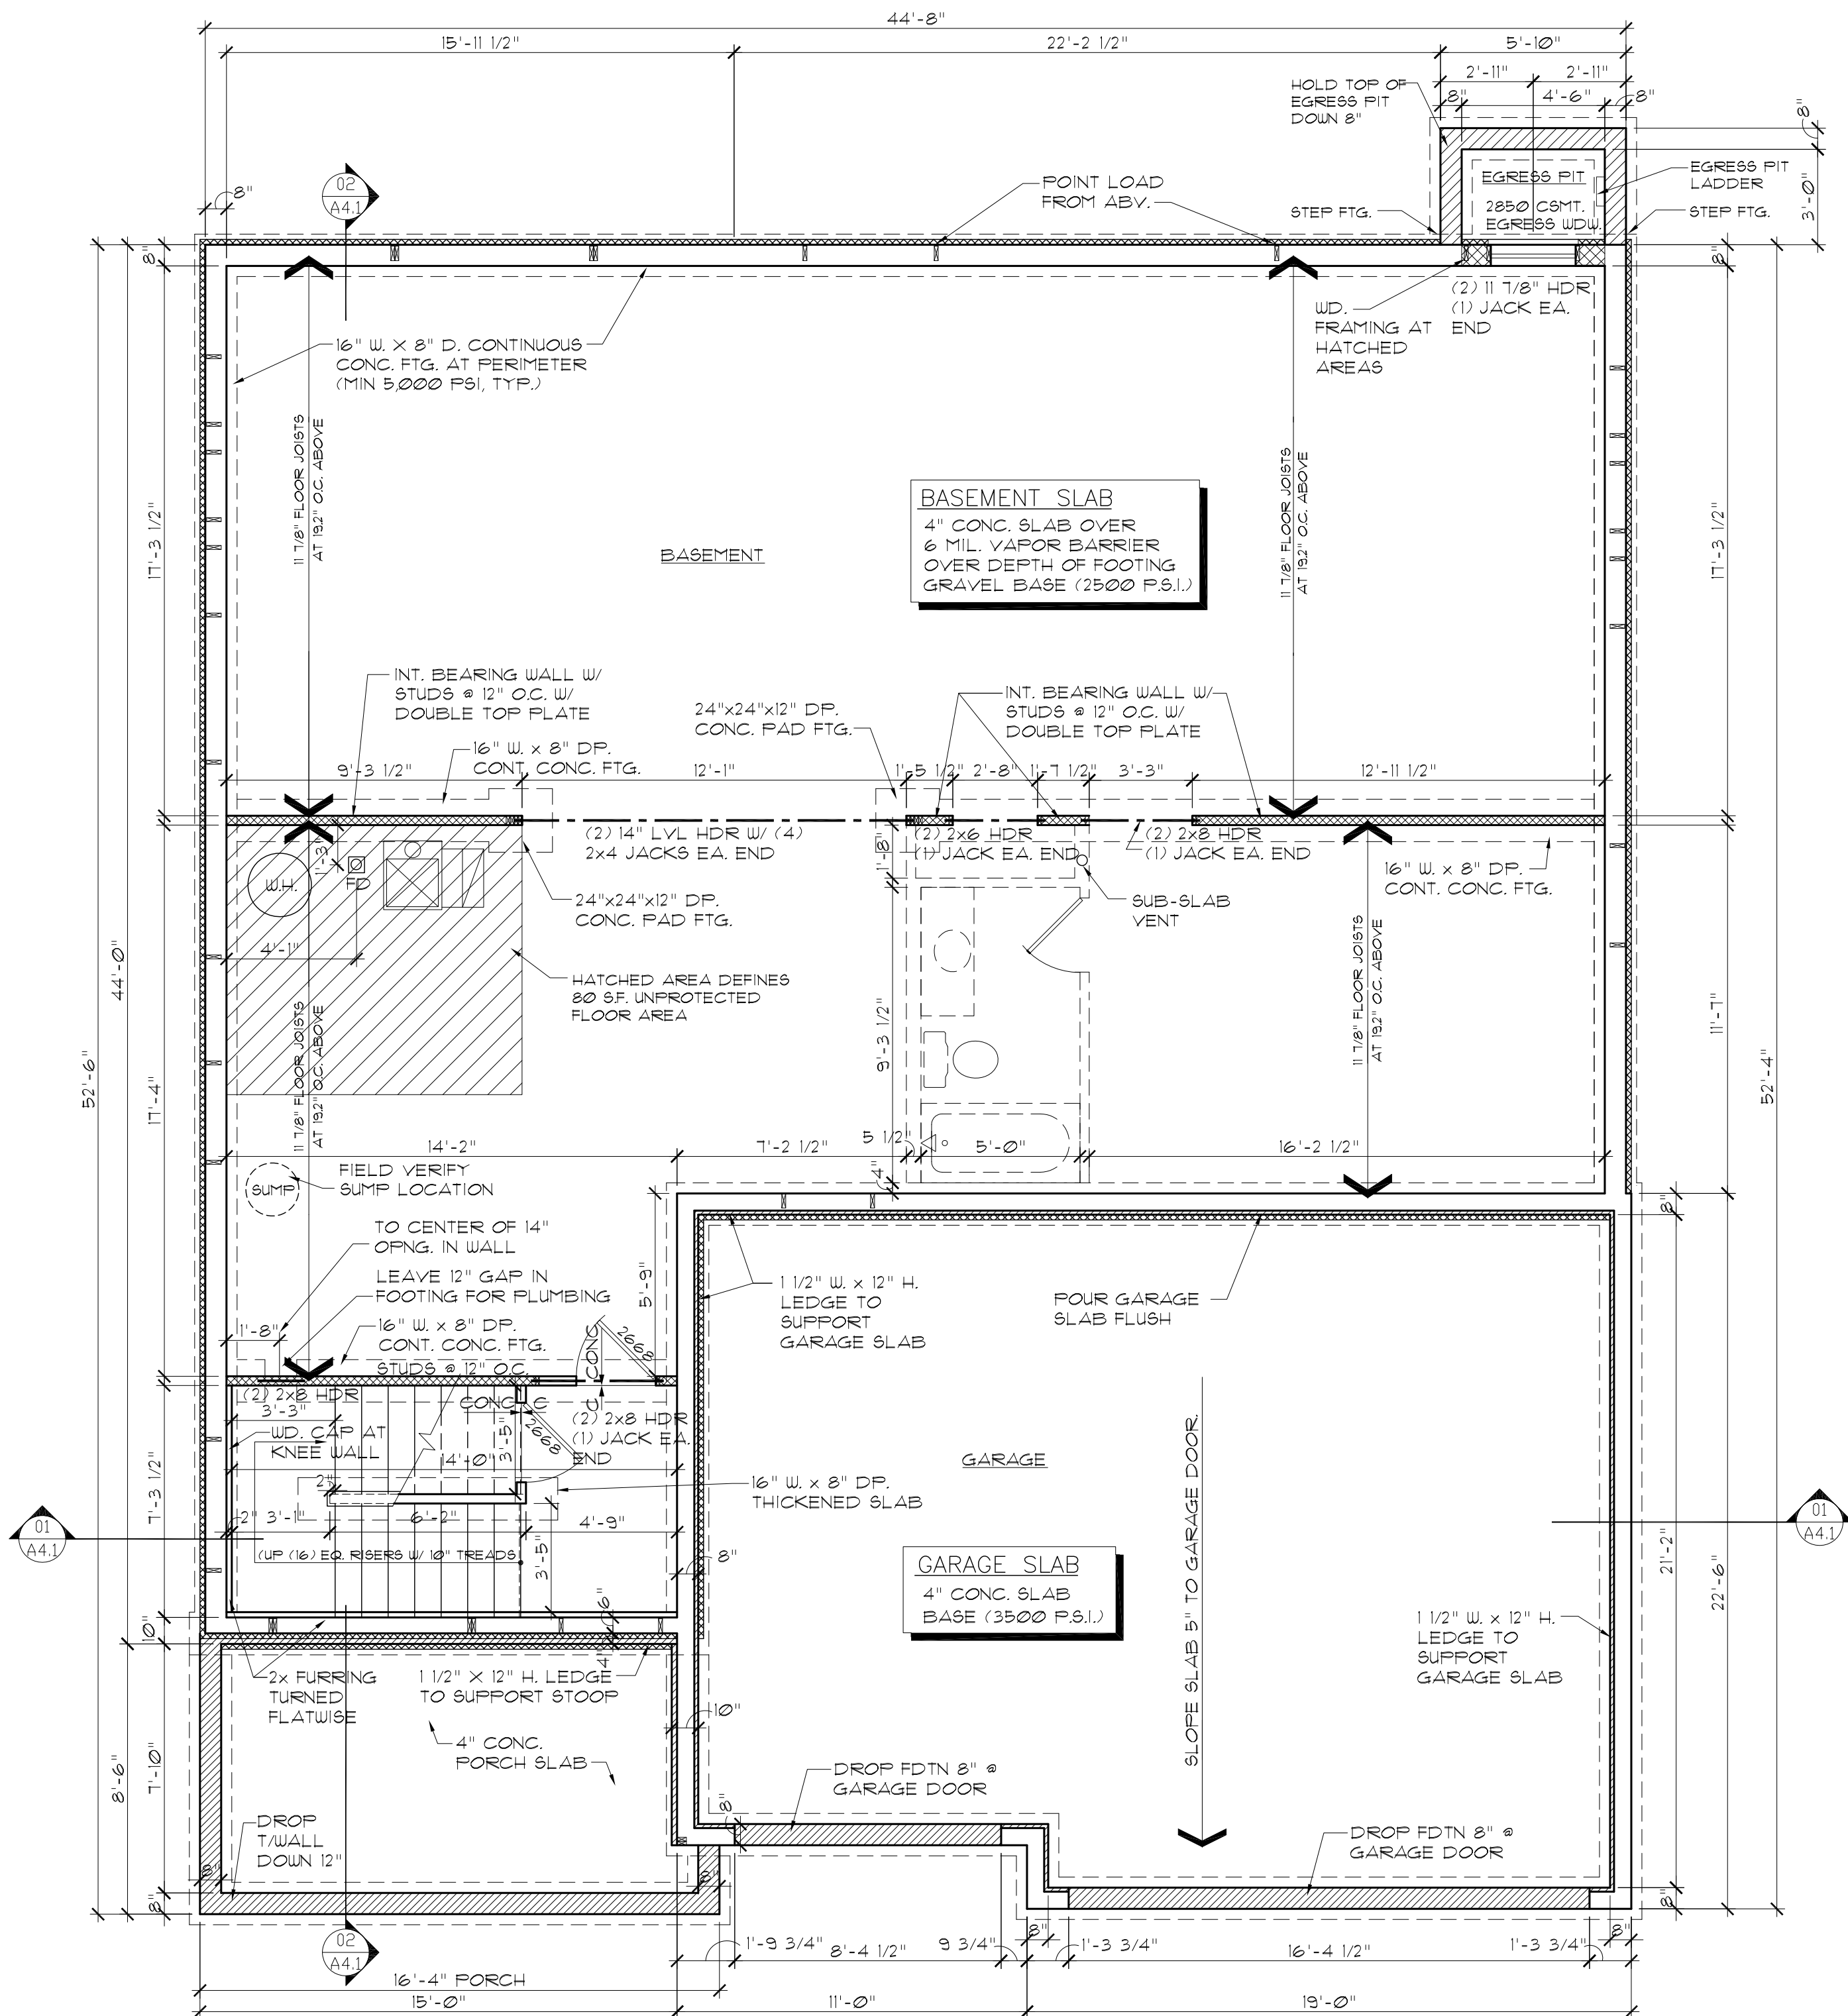 44'-8"
15'-11 1/2"
22'-2 1/2"
5'-10"
2'-11"
2'-11"
8"
4'-6"
8"
HOLD TOP OF
EGRESS PIT
DOWN 8"
8"
3'-0"
EGRESS PIT
2850 CSMT.
EGRESS WDW.
EGRESS PIT
LADDER
STEP FTG.
STEP FTG.
02
A4.1
8"
POINT LOAD
FROM ABV.
8"
8"
16" W. X 8" D. CONTINUOUS
CONC. FTG. AT PERIMETER
(MIN 5,000 PSI, TYP.)
WD.
FRAMING AT
HATCHED
AREAS
(2) 11 7/8" HDR
(1) JACK EA.
END
11 7/8" FLOOR JOISTS
AT 19.2" O.C. ABOVE
11 7/8" FLOOR JOISTS
AT 19.2" O.C. ABOVE
17'-3 1/2"
17'-3 1/2"
BASEMENT
BASEMENT SLAB
4" CONC. SLAB OVER
6 MIL. VAPOR BARRIER
OVER DEPTH OF FOOTING
GRAVEL BASE (2500 P.S.I.)
INT. BEARING WALL W/
STUDS @ 12" O.C. W/
DOUBLE TOP PLATE
16" W. x 8" DP.
CONT. CONC. FTG.
24"x24"x12" DP.
CONC. PAD FTG.
INT. BEARING WALL W/
STUDS @ 12" O.C. W/
DOUBLE TOP PLATE
9'-3 1/2"
12'-1"
1'-5 1/2"
2'-8"
1'-7 1/2"
3'-3"
12'-11 1/2"
(2) 14" LVL HDR W/ (4)
2x4 JACKS EA. END
(2) 2x6 HDR
(1) JACK EA. END
(2) 2x8 HDR
(1) JACK EA. END
1'-3"
W.H.
FD
1'-8"
16" W. x 8" DP.
CONT. CONC. FTG.
24"x24"x12" DP.
CONC. PAD FTG.
SUB-SLAB
VENT
4'-1"
HATCHED AREA DEFINES
80 S.F. UNPROTECTED
FLOOR AREA
11 7/8" FLOOR JOISTS
AT 19.2" O.C. ABOVE
11 7/8" FLOOR JOISTS
AT 19.2" O.C. ABOVE
9'-3 1/2"
52'-6"
44'-0"
17'-4"
11'-7"
52'-4"
14'-2"
7'-2 1/2"
5 1/2"
5'-0"
16'-2 1/2"
4"
SUMP
FIELD VERIFY
SUMP LOCATION
8"
TO CENTER OF 14"
OPNG. IN WALL
LEAVE 12" GAP IN
FOOTING FOR PLUMBING
5'-9"
1 1/2" W. x 12" H.
LEDGE TO
SUPPORT
GARAGE SLAB
POUR GARAGE
SLAB FLUSH
1'-8"
16" W. x 8" DP.
CONT. CONC. FTG.
STUDS @ 12" O.C.
2668
(2) 2x8 HDR
3'-3"
WD. CAP AT
KNEE WALL
2668
(2) 2x8 HDR
(1) JACK EA.
END
3'-5"
14'-0"
2"
16" W. x 8" DP.
THICKENED SLAB
GARAGE
SLOPE SLAB 5" TO GARAGE DOOR.
7'-3 1/2"
01
A4.1
01
A4.1
2"
3'-1"
6'-2"
4'-9"
(UP (16) EQ. RISERS W/ 10" TREADS)
3'-5"
8"
GARAGE SLAB
4" CONC. SLAB
BASE (3500 P.S.I.)
21'-2"
22'-6"
1 1/2" W. x 12" H.
LEDGE TO
SUPPORT
GARAGE SLAB
10"
6"
4"
2x FURRING
TURNED
FLATWISE
1 1/2" X 12" H. LEDGE
TO SUPPORT STOOP
10"
4" CONC.
PORCH SLAB
8'-6"
7'-10"
DROP FDTN 8" @
GARAGE DOOR
8"
DROP
T/WALL
DOWN 12"
DROP FDTN 8" @
GARAGE DOOR
8"
8"
8"
8"
02
A4.1
1'-9 3/4"
8'-4 1/2"
9 3/4"
8"
1'-3 3/4"
16'-4 1/2"
1'-3 3/4"
8"
16'-4" PORCH
15'-0"
11'-0"
19'-0"